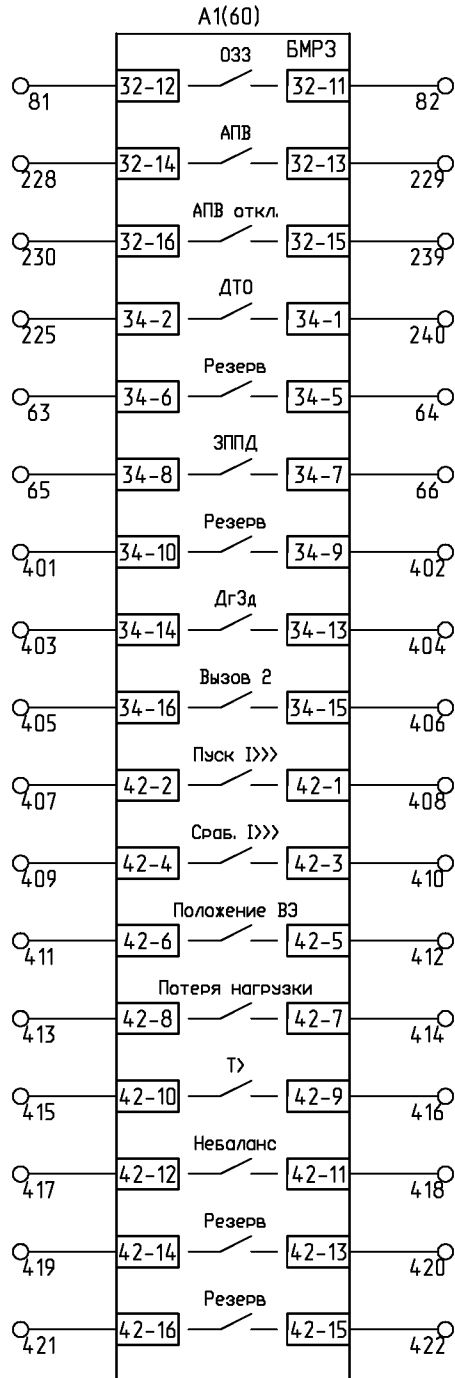 А1(60)
ОЗЗ БМРЗ
32-12 32-11
81 82
АПВ
32-14 32-13
228 229
АПВ откл.
32-16 32-15
230 239
ДТО
34-2 34-1
225 240
Резерв
34-6 34-5
63 64
ЗППД
34-8 34-7
65 66
Резерв
34-10 34-9
401 402
ДгЗд
34-14 34-13
403 404
Вызов 2
34-16 34-15
405 406
Пуск I>>>
42-2 42-1
407 408
Сраб. I>>>
42-4 42-3
409 410
Положение ВЭ
42-6 42-5
411 412
Потеря нагрузки
42-8 42-7
413 414
Т>
42-10 42-9
415 416
Небаланс
42-12 42-11
417 418
Резерв
42-14 42-13
419 420
Резерв
42-16 42-15
421 422